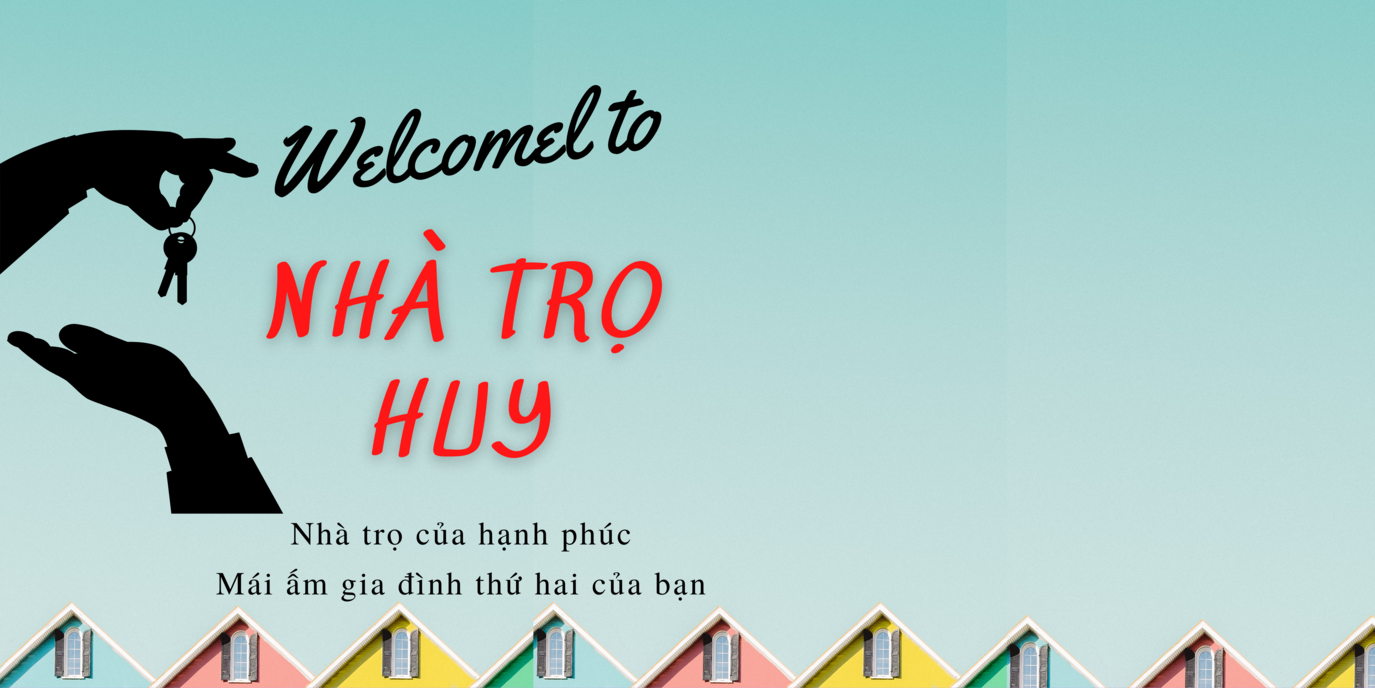 Welcomel to
NHÀ TRỌ
HUY
Nhà trọ của hạnh phúc
Mái ấm gia đình thứ hai của bạn